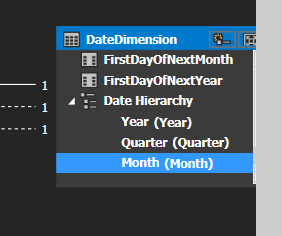 DateDimension
FirstDayOfNextMonth
1 FirstDayOfNextYear
1 Date Hierarchy
1 Year (Year)
Quarter (Quarter)
Month (Month)